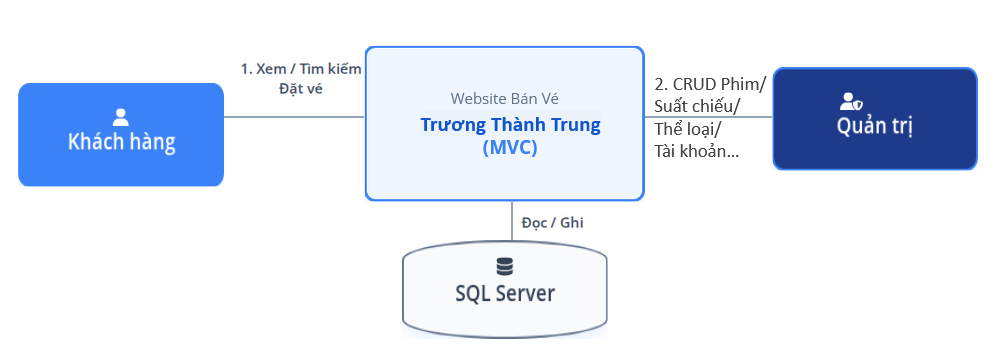 1. Xem / Tìm kiếm
Đặt vé
Khách hàng
Website Bán Vé
Trương Thành Trung
(MVC)
2. CRUD Phim/
Suất chiếu/
Thể loại/
Tài khoản...
Quản trị
Đọc / Ghi
SQL Server